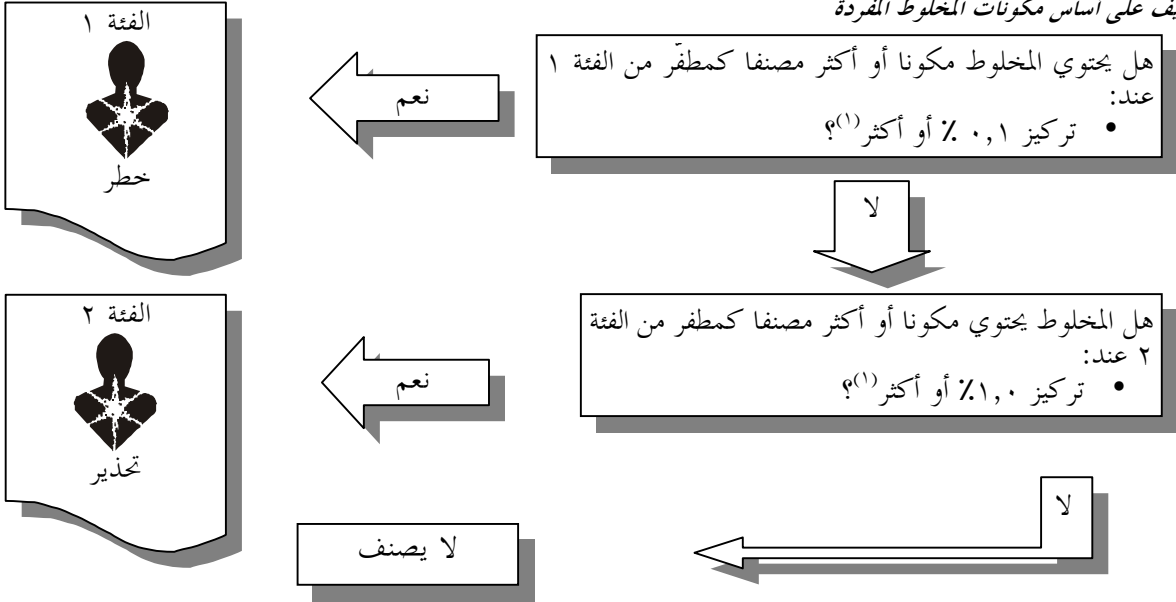 على أساس مكونات المخلوط المفردة
هل يحتوي المخلوط مكونا أو أكثر مصنفا كمطفّر من الفئة ١
عند:
• تركيز ٠,١ ٪ أو أكثر(١)؟
نعم
الفئة ١
خطر
لا
هل المخلوط يحتوي مكونا أو أكثر مصنفا كمطفر من الفئة
٢ عند:
• تركيز ١,٠٪ أو أكثر(١)؟
نعم
الفئة ٢
تحذير
لا
لا يصنف